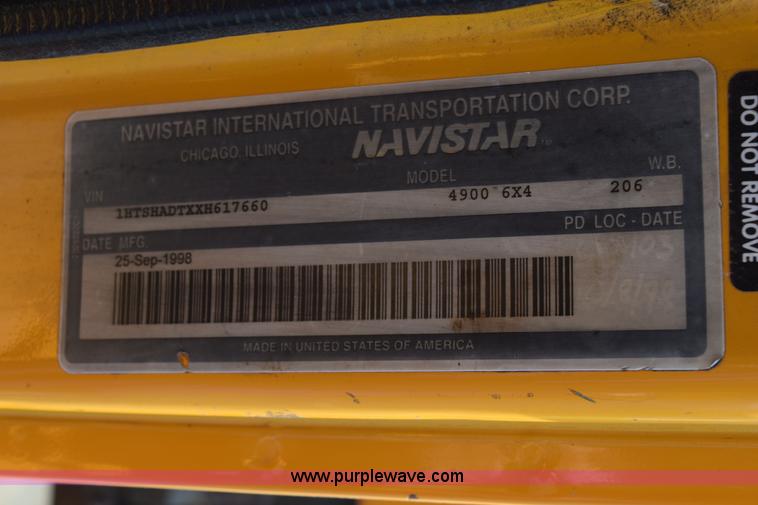 NAVISTAR INTERNATIONAL TRANSPORTATION CORP.
CHICAGO, ILLINOIS NAVISTAR
VIN MODEL W.B.
1HTSHADTXXH617660 4900 6X4 206
DATE MFG. PD LOC - DATE
25-Sep-1998
MADE IN UNITED STATES OF AMERICA
DO NOT REMOVE
www.purplewave.com